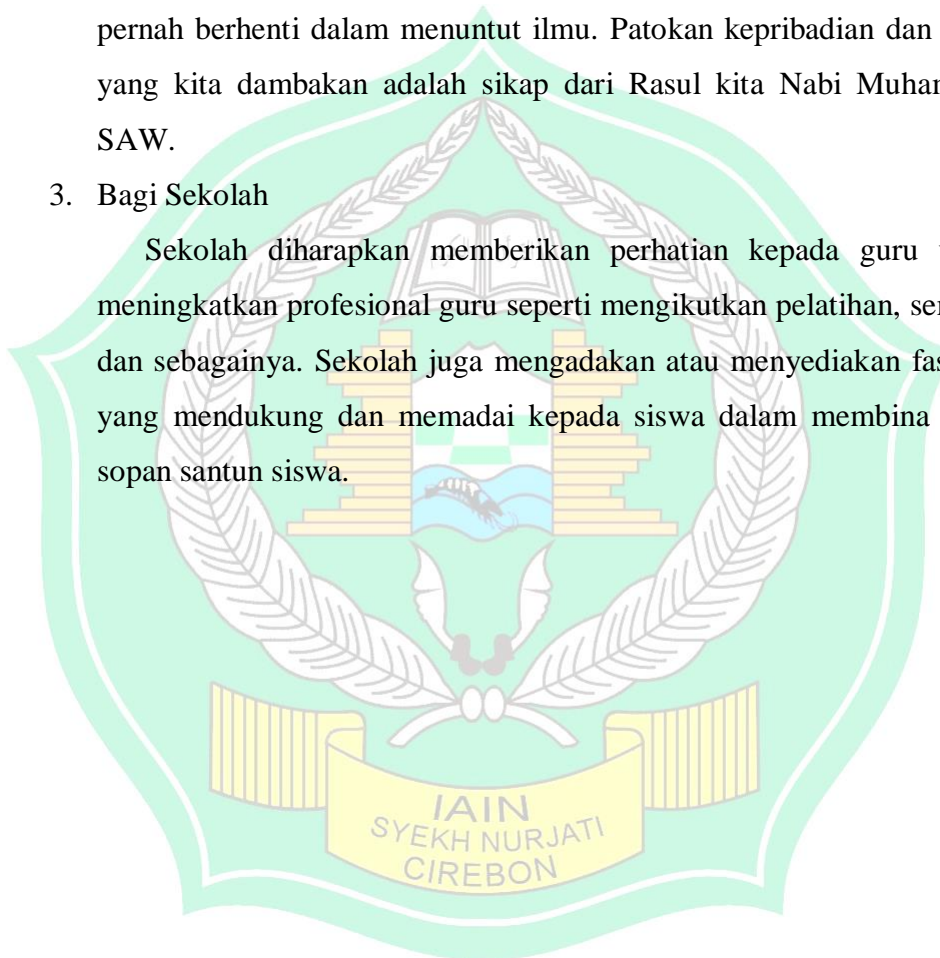 pernah berhenti dalam menuntut ilmu. Patokan kepribadian dan
yang kita dambakan adalah sikap dari Rasul kita Nabi
SAW.
3. Bagi Sekolah
Sekolah diharapkan memberikan perhatian kepada guru
meningkatkan profesional guru seperti mengikutkan pelatihan,
dan sebagainya. Sekolah juga mengadakan atau menyediakan fas
yang mendukung dan memadai kepada siswa dalam membina
sopan santun siswa.
IAIN
SYEKH NURJATI
CIREBON